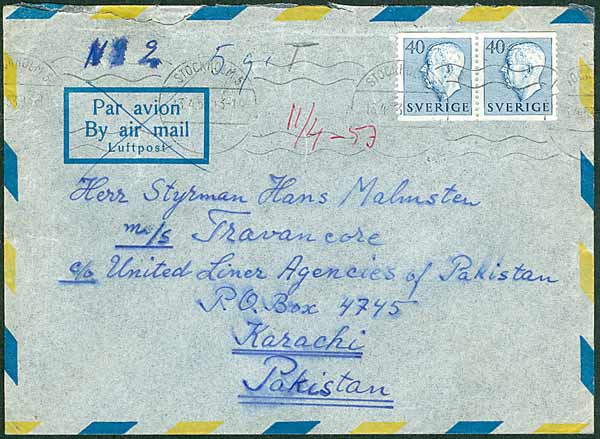 No 2 5 g. T
40 40
SVERIGE SVERIGE
STOCKHOLM
11/4-53
Par avion
By air mail
Luftpost
Herr Styrman Hans Malmsten
m/s Travancore
c/o United Liner Agencies of Pakistan
P.O. Box 4745
Karachi
Pakistan